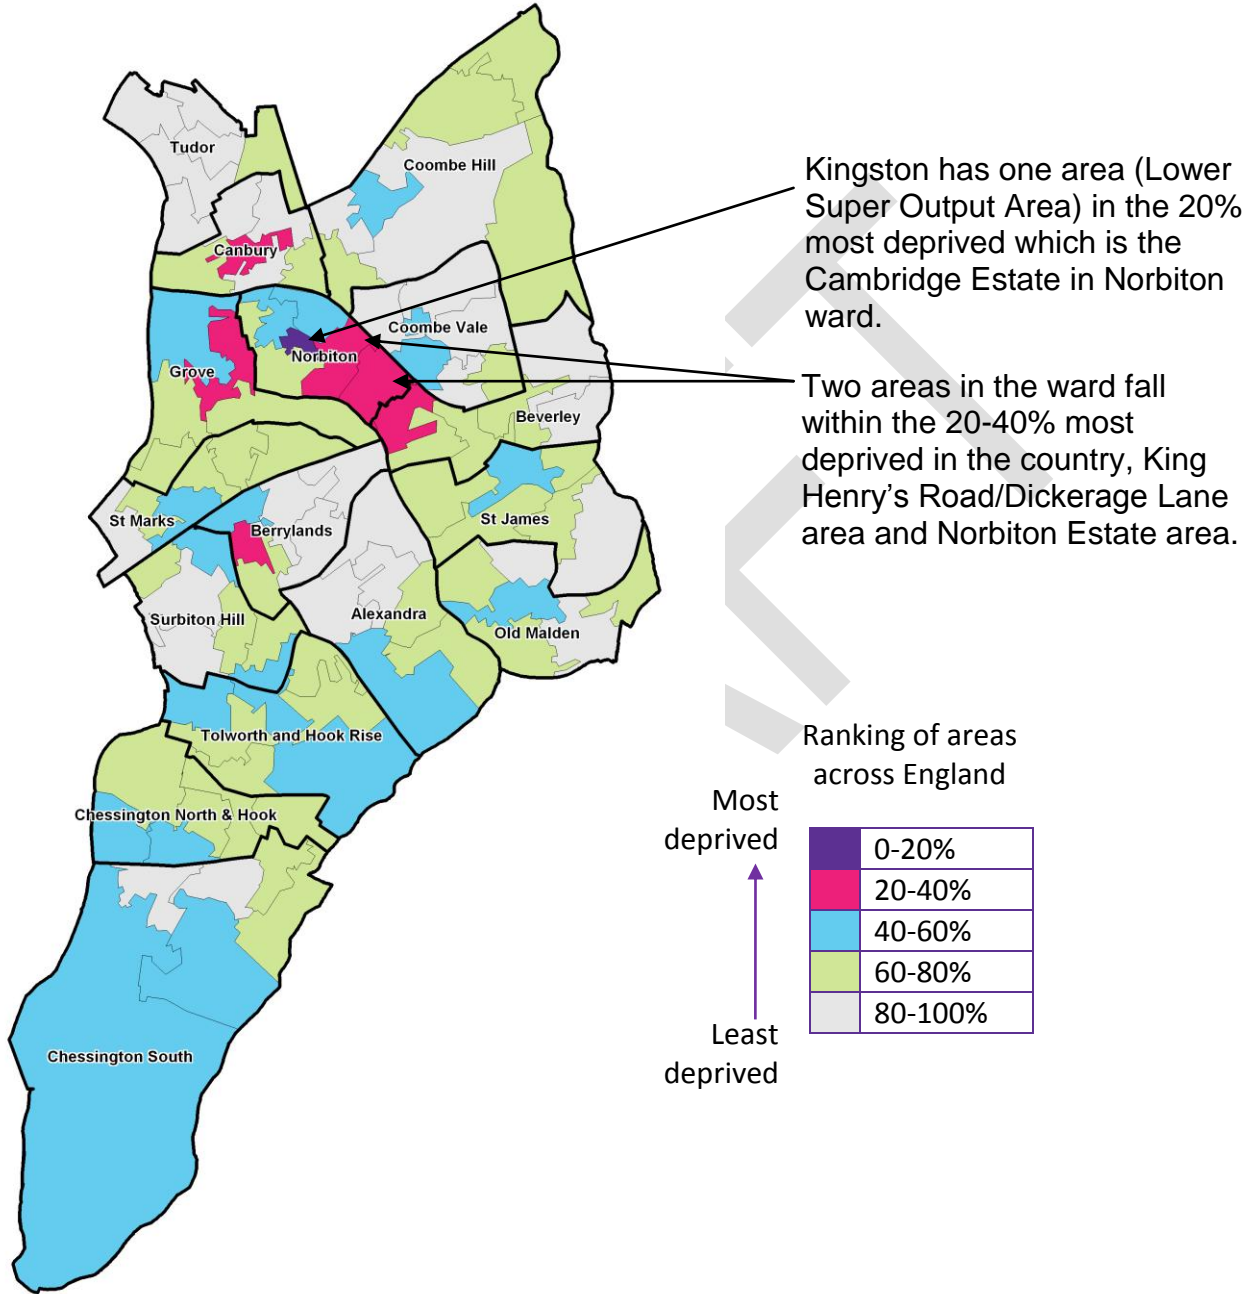 Tudor
Coombe Hill
Canbury
Coombe Vale
Norbiton
Grove
Beverley
St Marks
Berrylands
St James
Surbiton Hill
Alexandra
Old Malden
Tolworth and Hook Rise
Chessington North & Hook
Chessington South
Kingston has one area (Lower
Super Output Area) in the 20%
most deprived which is the
Cambridge Estate in Norbiton
ward.
Two areas in the ward fall
within the 20-40% most
deprived in the country, King
Henry’s Road/Dickerage Lane
area and Norbiton Estate area.
Ranking of areas
across England
Most
deprived
0-20%
20-40%
40-60%
60-80%
80-100%
Least
deprived